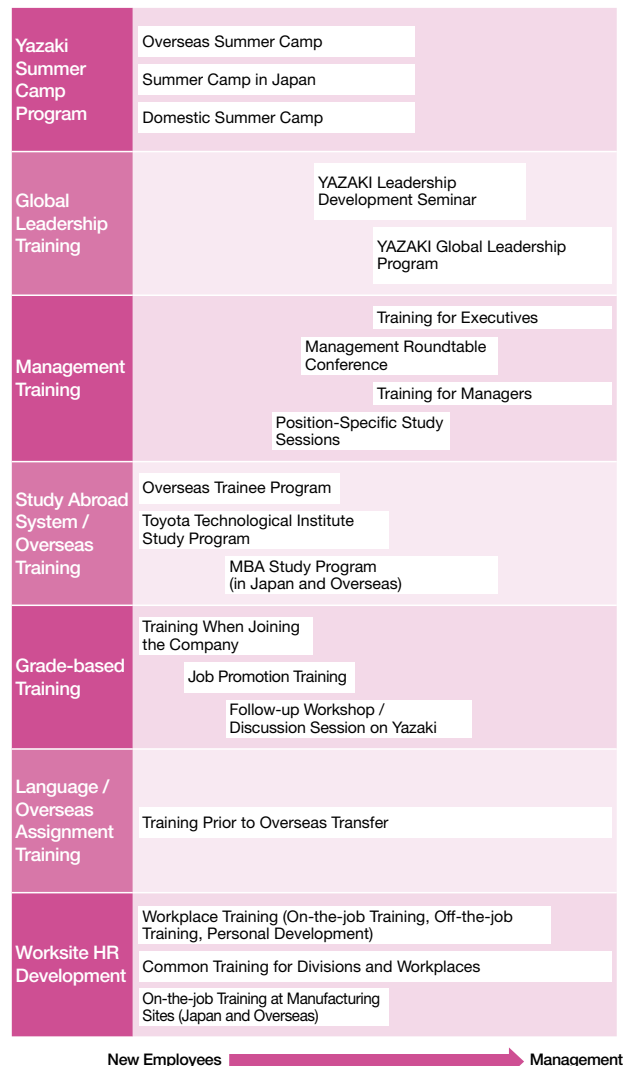 Yazaki
Summer
Camp
Program
Overseas Summer Camp
Summer Camp in Japan
Domestic Summer Camp
Global
Leadership
Training
YAZAKI Leadership
Development Seminar
YAZAKI Global Leadership
Program
Management
Training
Training for Executives
Management Roundtable
Conference
Training for Managers
Position-Specific Study
Sessions
Study Abroad
System /
Overseas
Training
Overseas Trainee Program
Toyota Technological Institute
Study Program
MBA Study Program
(in Japan and Overseas)
Grade-based
Training
Training When Joining
the Company
Job Promotion Training
Follow-up Workshop /
Discussion Session on Yazaki
Language /
Overseas
Assignment
Training
Training Prior to Overseas Transfer
Worksite HR
Development
Workplace Training (On-the-job Training, Off-the-job
Training, Personal Development)
Common Training for Divisions and Workplaces
On-the-job Training at Manufacturing
Sites (Japan and Overseas)
New Employees
Management